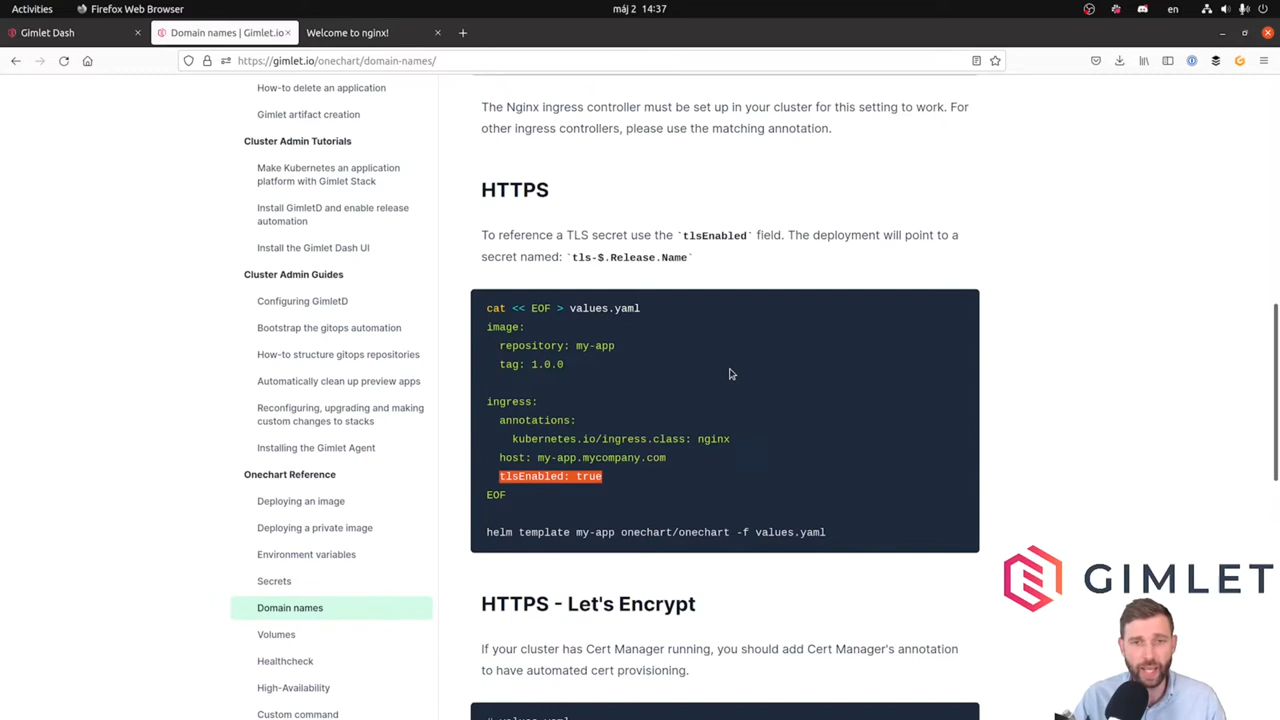 Activities
Firefox Web Browser
máj 2 14:37
en
Gimlet Dash
Domain names | Gimlet.io
Welcome to nginx!
https://gimlet.io/onechart/domain-names/
How-to delete an application
Gimlet artifact creation
Cluster Admin Tutorials
Make Kubernetes an application
platform with Gimlet Stack
Install GimletD and enable release
automation
Install the Gimlet Dash UI
Cluster Admin Guides
Configuring GimletD
Bootstrap the gitops automation
How-to structure gitops repositories
Automatically clean up preview apps
Reconfiguring, upgrading and making
custom changes to stacks
Installing the Gimlet Agent
Onechart Reference
Deploying an image
Deploying a private image
Environment variables
Secrets
Domain names
Volumes
Healthcheck
High-Availability
Custom command
The Nginx ingress controller must be set up in your cluster for this setting to work. For
other ingress controllers, please use the matching annotation.
HTTPS
To reference a TLS secret use the `tlsEnabled` field. The deployment will point to a
secret named: `tls-$.Release.Name`
cat << EOF > values.yaml
image:
  repository: my-app
  tag: 1.0.0
ingress:
  annotations:
    kubernetes.io/ingress.class: nginx
  host: my-app.mycompany.com
  tlsEnabled: true
EOF
helm template my-app onechart/onechart -f values.yaml
HTTPS - Let's Encrypt
If your cluster has Cert Manager running, you should add Cert Manager's annotation
to have automated cert provisioning.
GIMLET